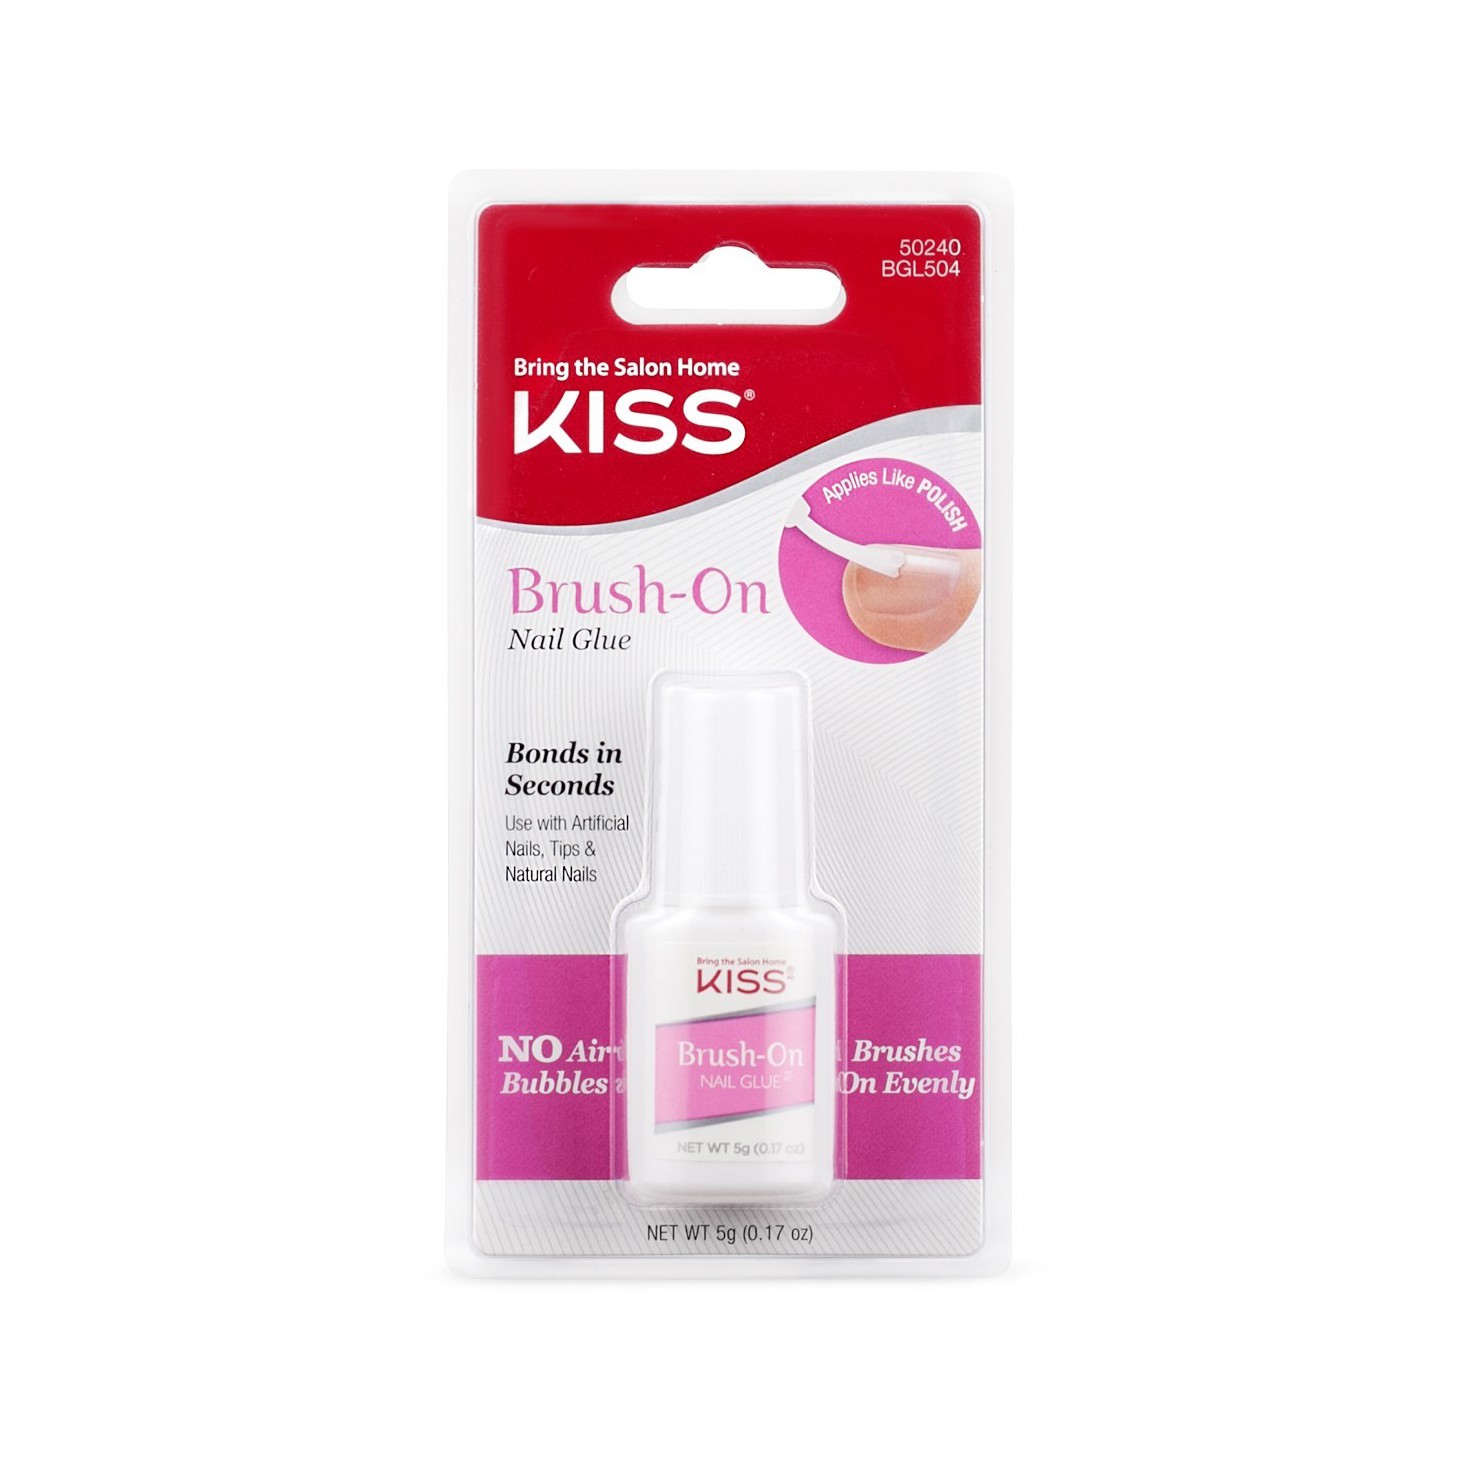 50240
BGL504
Bring the Salon Home
KISS®
Applies Like POLISH
Brush-On
Nail Glue
Bonds in
Seconds
Use with Artificial
Nails, Tips &
Natural Nails
Bring the Salon Home
KISS®
Brush-On
NAIL GLUE
NET WT 5g (0.17 oz)
NO Air
Bubbles
Brushes
On Evenly
NET WT 5g (0.17 oz)